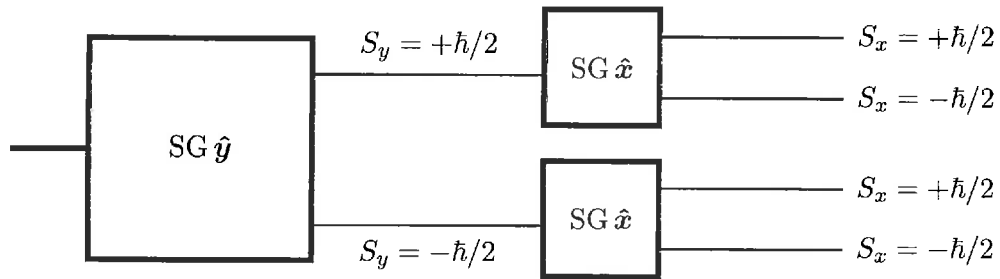 S_y = +ħ/2
SG x̂
S_x = +ħ/2
S_x = −ħ/2
SG ŷ
S_y = −ħ/2
SG x̂
S_x = +ħ/2
S_x = −ħ/2